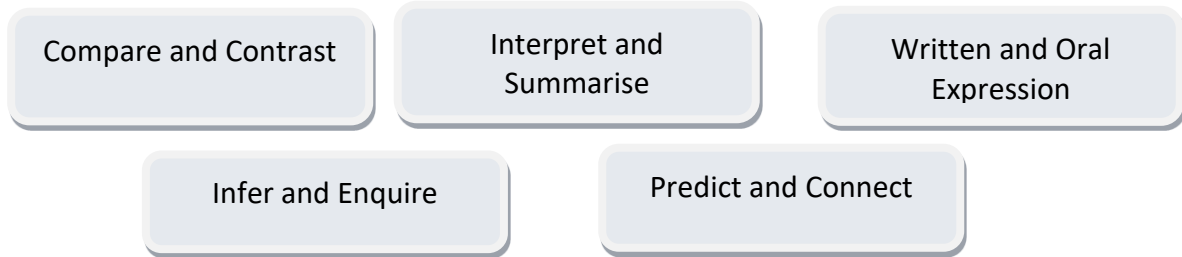 Compare and Contrast
Interpret and
Summarise
Written and Oral
Expression
Infer and Enquire
Predict and Connect